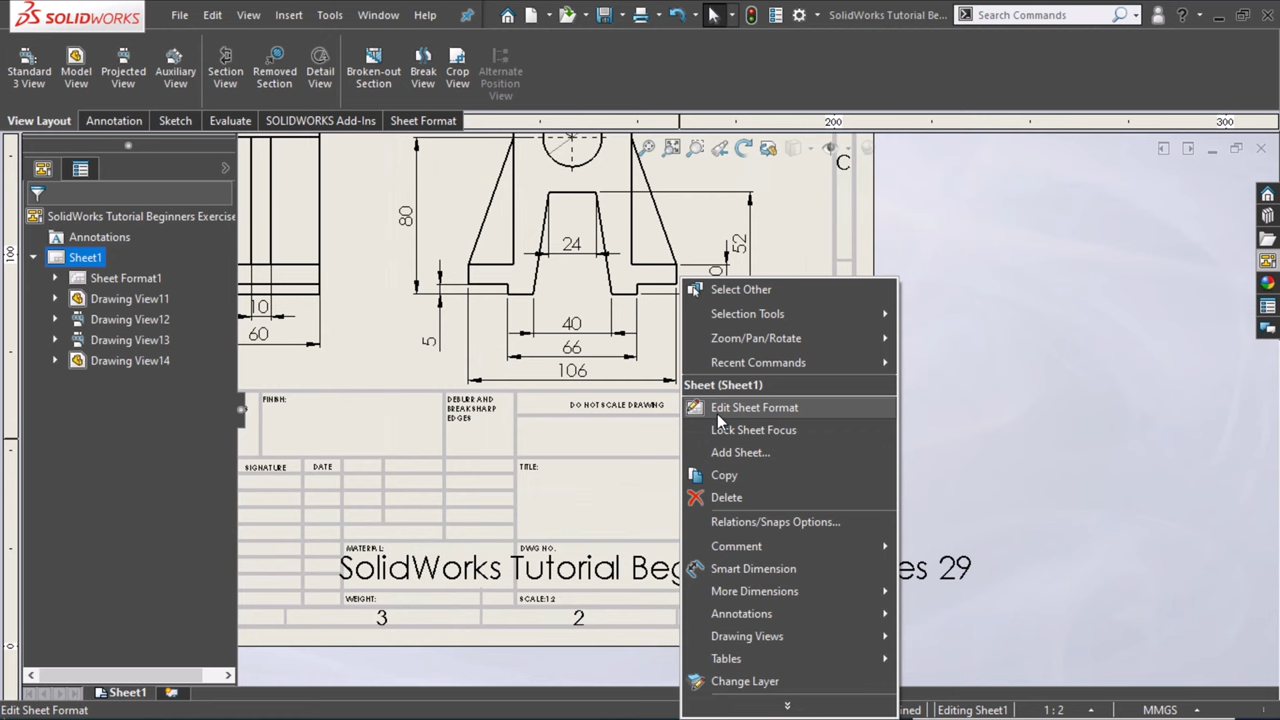 SOLIDWORKS
File Edit View Insert Tools Window Help
SolidWorks Tutorial Be...
Search Commands
Standard 3 View
Model View
Projected View
Auxiliary View
Section View
Removed Section
Detail View
Broken-out Section
Break View
Crop View
Alternate Position View
View Layout Annotation Sketch Evaluate SOLIDWORKS Add-Ins Sheet Format
200 300
100
0
SolidWorks Tutorial Beginners Exercise
Annotations
Sheet1
Sheet Format1
Drawing View11
Drawing View12
Drawing View13
Drawing View14
C
80
24
52
0
10
60
5
40
66
106
FINISH:
DEBURR AND
BREAK SHARP
EDGES
DO NOT SCALE DRAWING
SIGNATURE DATE
TITLE:
MATERIAL:
DWG NO.
SolidWorks Tutorial Beg
es 29
WEIGHT:
SCALE:1:2
3 2
Select Other
Selection Tools
Zoom/Pan/Rotate
Recent Commands
Sheet (Sheet1)
Edit Sheet Format
Lock Sheet Focus
Add Sheet...
Copy
Delete
Relations/Snaps Options...
Comment
Smart Dimension
More Dimensions
Annotations
Drawing Views
Tables
Change Layer
Sheet1
Edit Sheet Format
ined
Editing Sheet1
1 : 2
MMGS